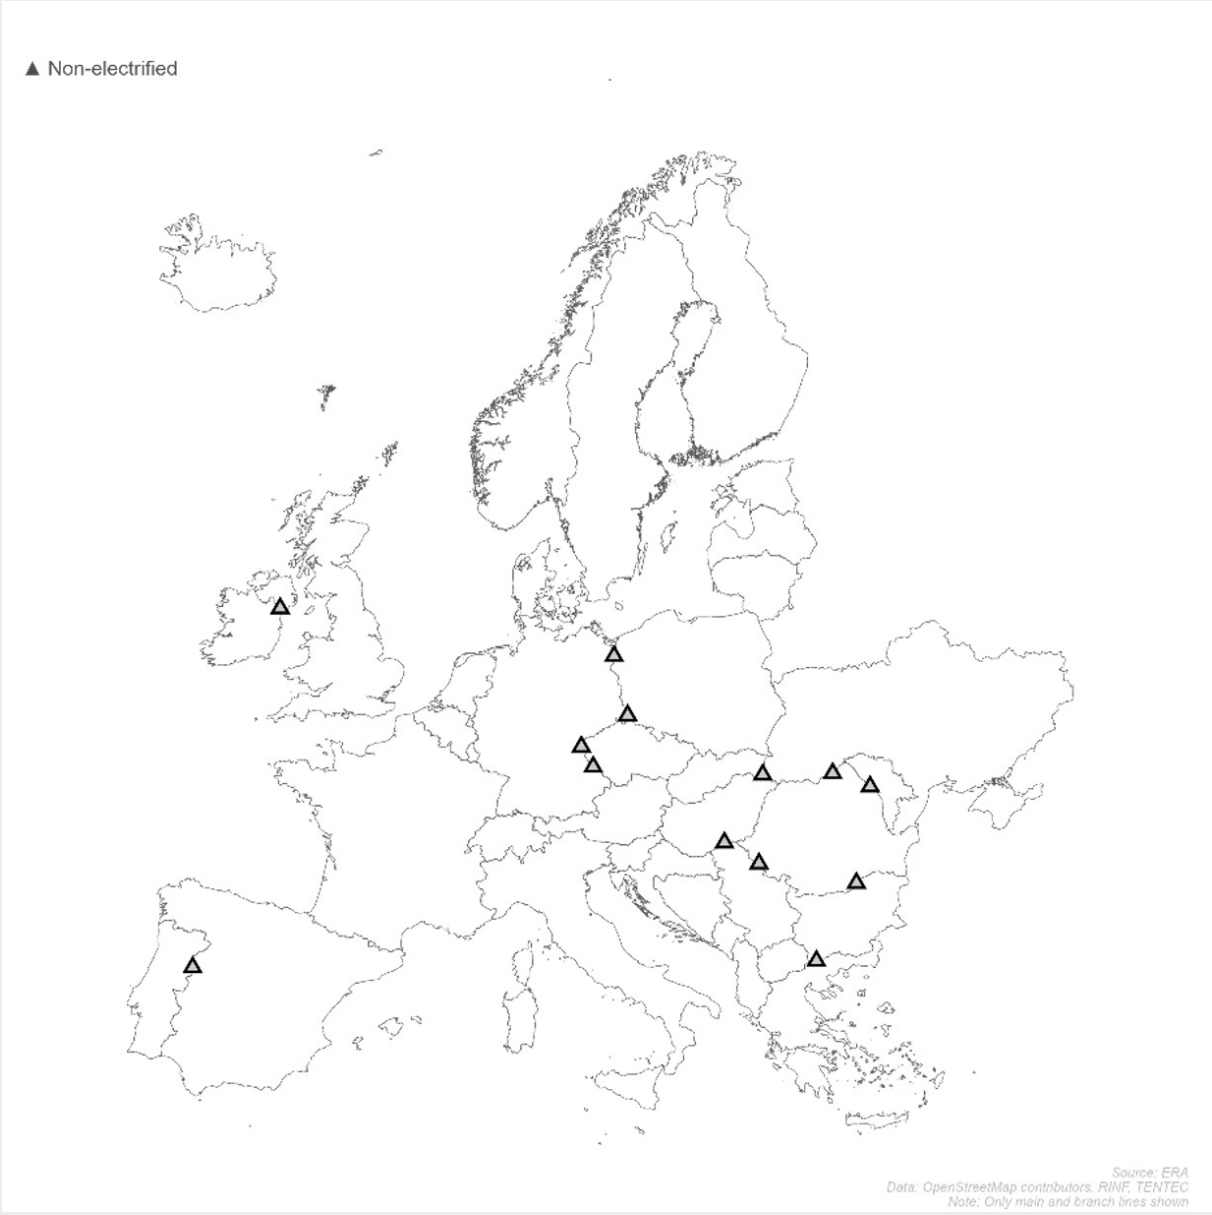 Non-electrified
Source: ERA
Data: OpenStreetMap contributors, RINF, TENTEC
Note: Only main and branch lines shown